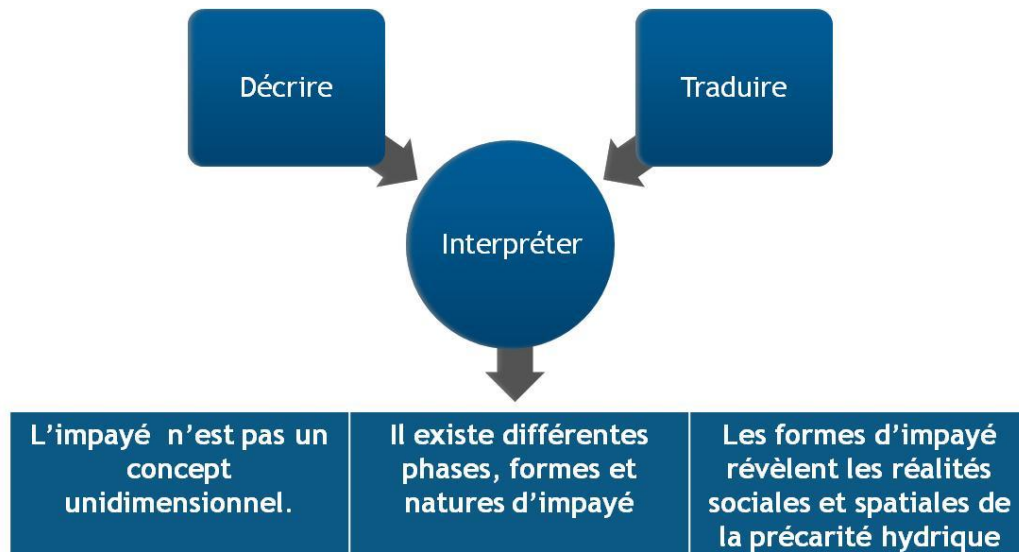 Décrire
Traduire
Interpréter
L'impayé n'est pas un
concept
unidimensionnel.
Il existe différentes
phases, formes et
natures d'impayé
Les formes d'impayé
révèlent les réalités
sociales et spatiales de
la précarité hydrique